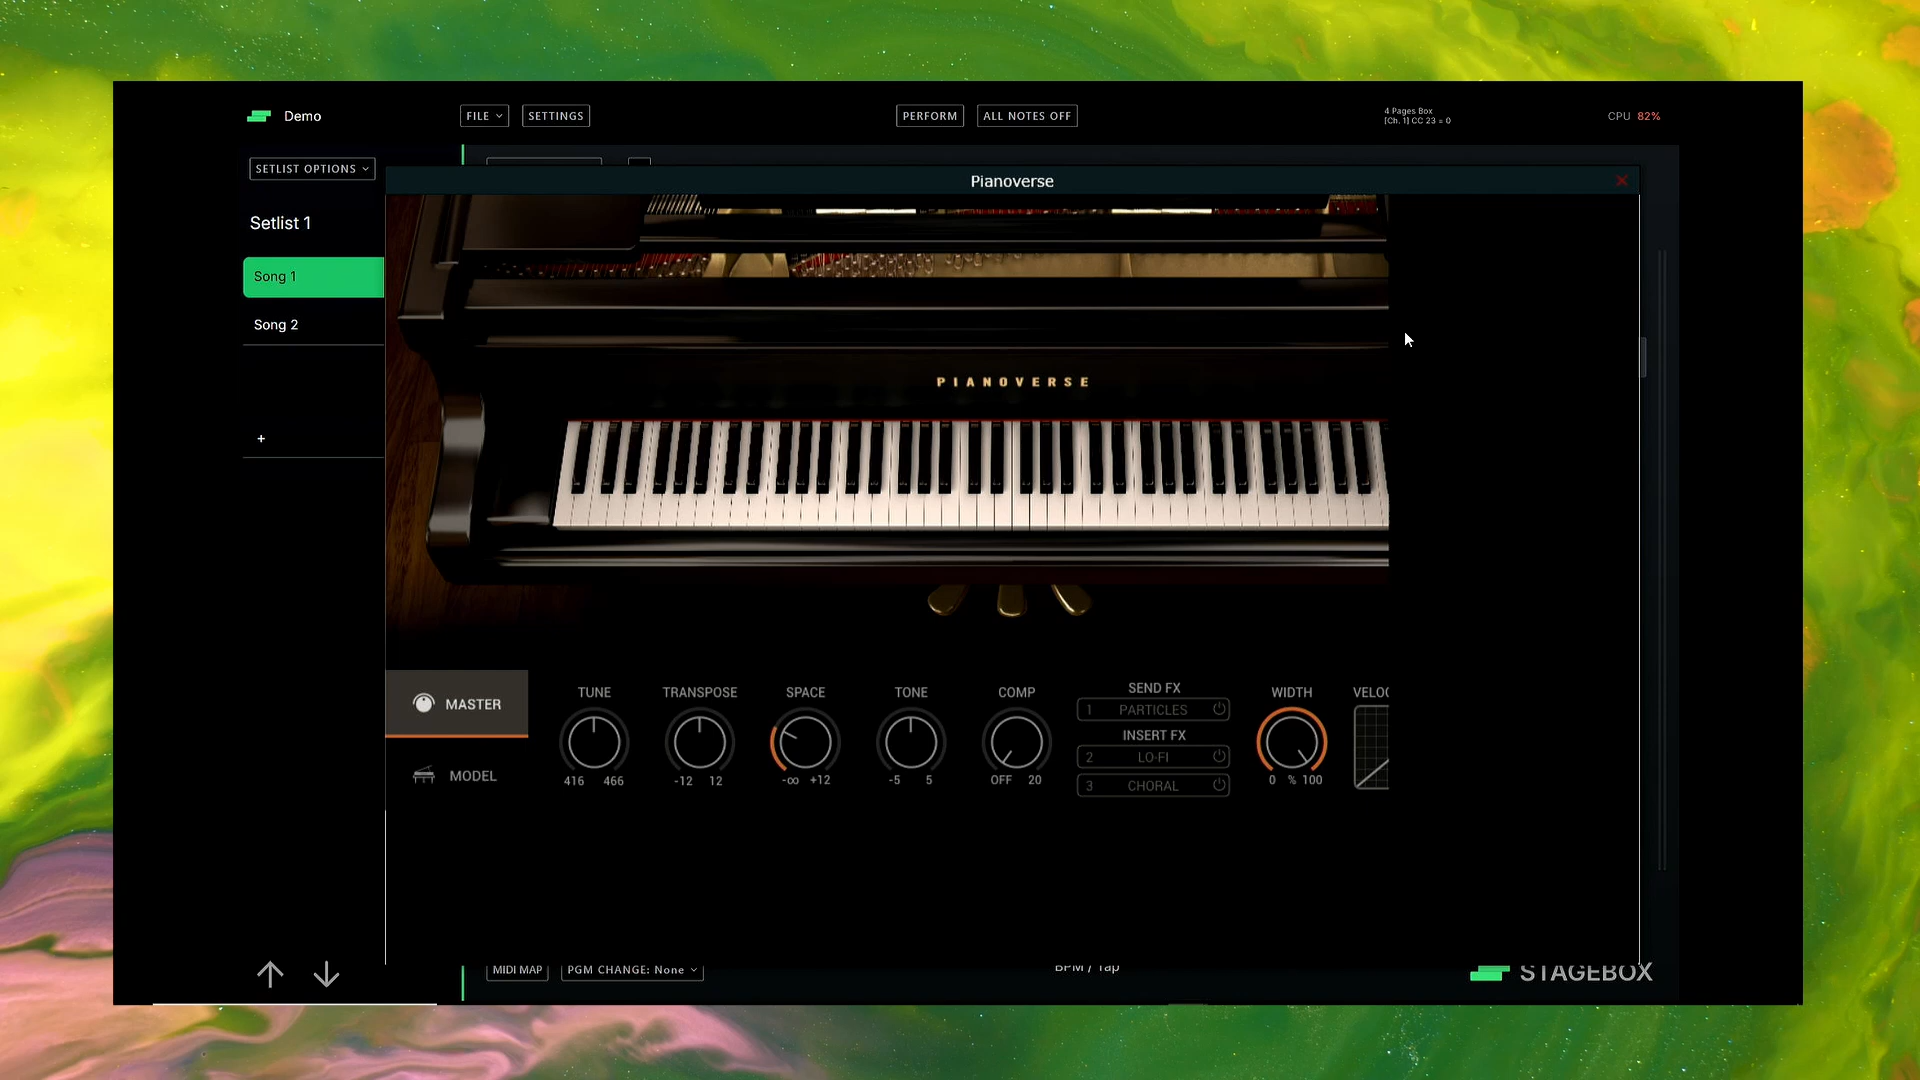 Demo
FILE
SETTINGS
PERFORM
ALL NOTES OFF
4 Pages Box
[Ch. 1] CC 23 = 0
CPU 82%
SETLIST OPTIONS
Pianoverse
Setlist 1
Song 1
Song 2
+
PIANOVERSE
MASTER
MODEL
TUNE
416 466
TRANSPOSE
-12 12
SPACE
-∞ +12
TONE
-5 5
COMP
OFF 20
SEND FX
1 PARTICLES
INSERT FX
2 LO-FI
3 CHORAL
WIDTH
0 % 100
VELOC
MIDI MAP
PGM CHANGE: None
BPM / Tap
STAGEBOX